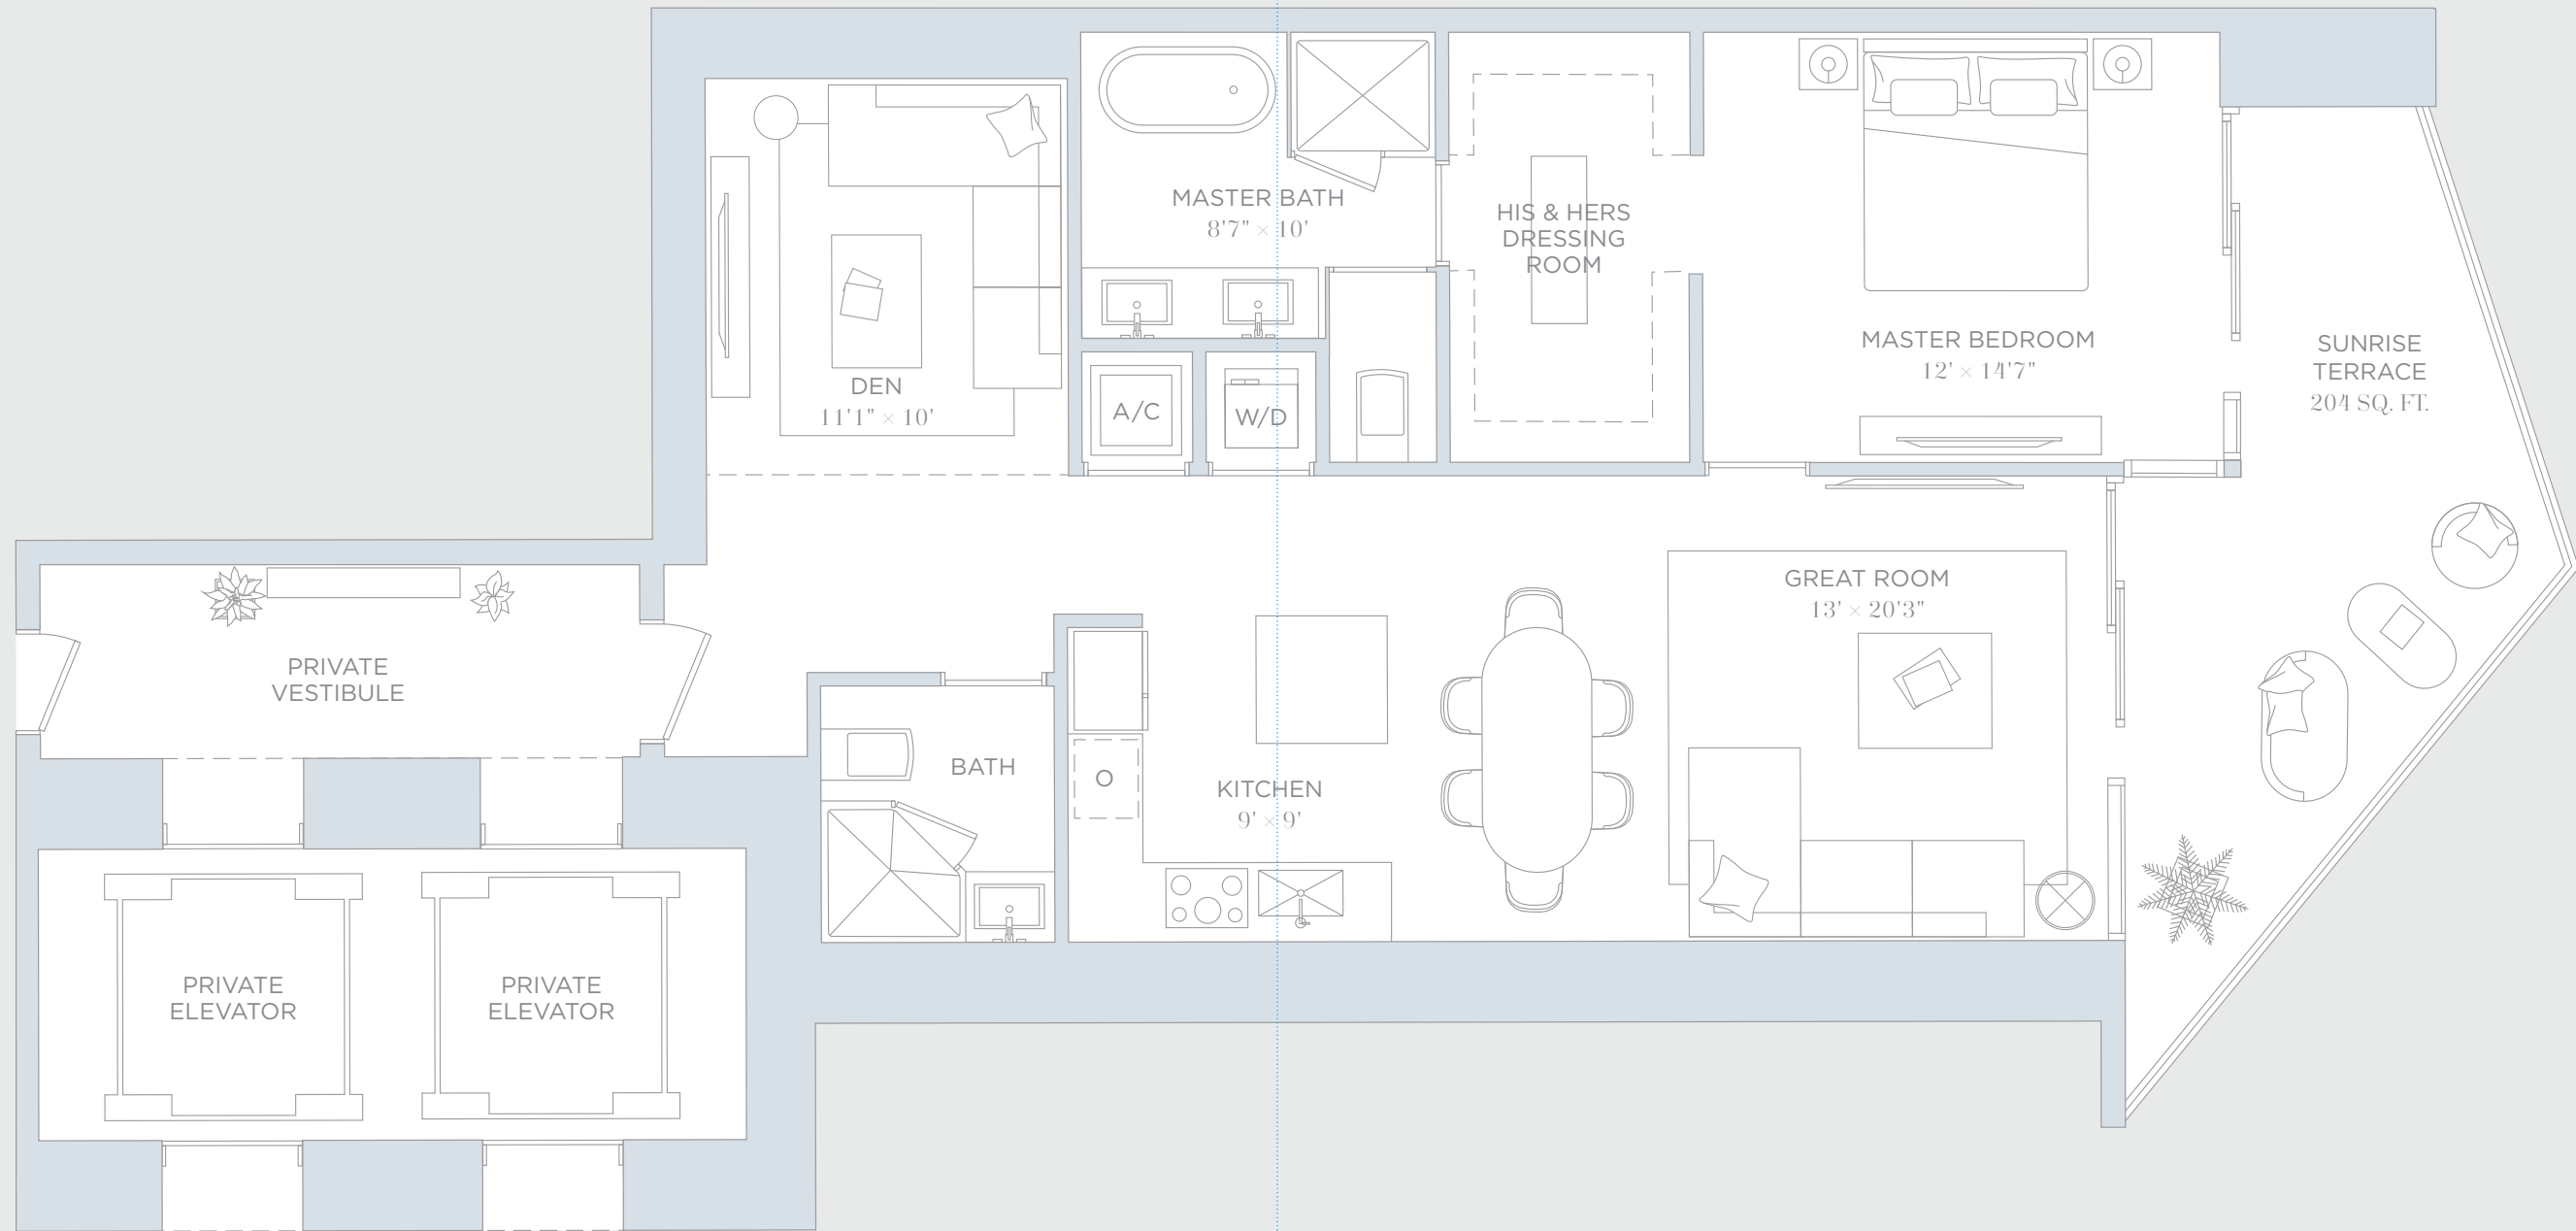 MASTER BATH
8'7" × 10'
HIS & HERS
DRESSING
ROOM
MASTER BEDROOM
12' × 14'7"
SUNRISE
TERRACE
204 SQ. FT.
DEN
11'1" × 10'
A/C
W/D
GREAT ROOM
13' × 20'3"
PRIVATE
VESTIBULE
BATH
O
KITCHEN
9' × 9'
PRIVATE
ELEVATOR
PRIVATE
ELEVATOR